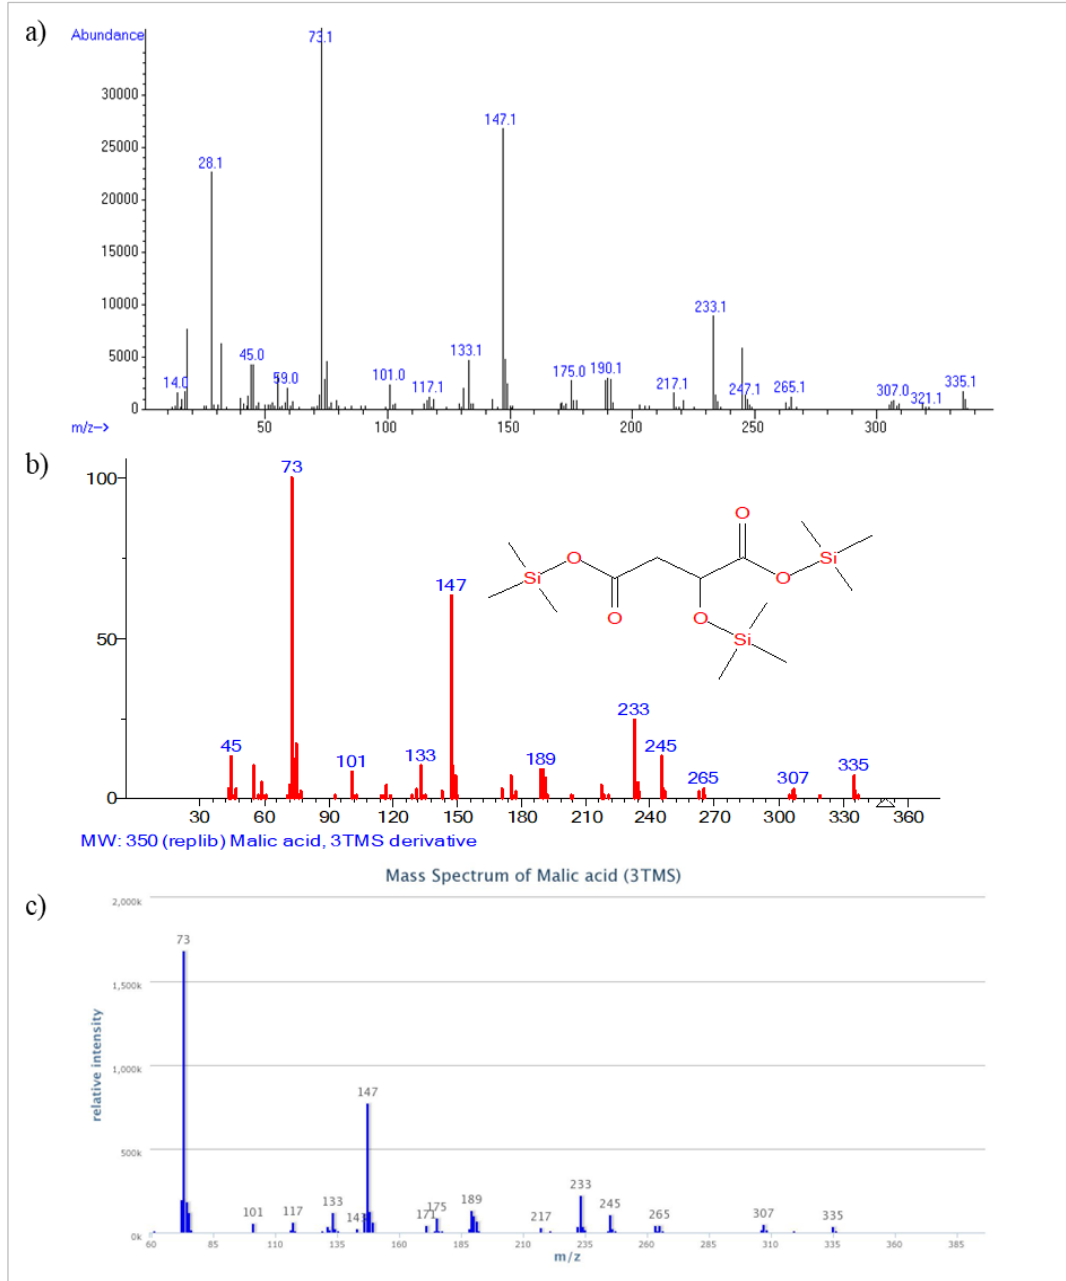 a)
Abundance
73.1
30000
147.1
25000
28.1
20000
15000
10000
233.1
5000
45.0
133.1
14.0
59.0
101.0
117.1
175.0
190.1
217.1
247.1
265.1
307.0
321.1
335.1
0
50 100 150 200 250 300
m/z-->
b)
100
73
O
O
Si
Si
147
O
O
50
O
Si
233
45
101
133
189
245
265
307
335
0
30 60 90 120 150 180 210 240 270 300 330 360
MW: 350 (replib) Malic acid, 3TMS derivative
Mass Spectrum of Malic acid (3TMS)
c)
2,000k
73
1,500k
relative intensity
1,000k
147
500k
101
117
133
175
189
217
233
245
265
307
335
0k
60 85 110 135 160 185 210 235 260 285 310 335 360 385
m/z